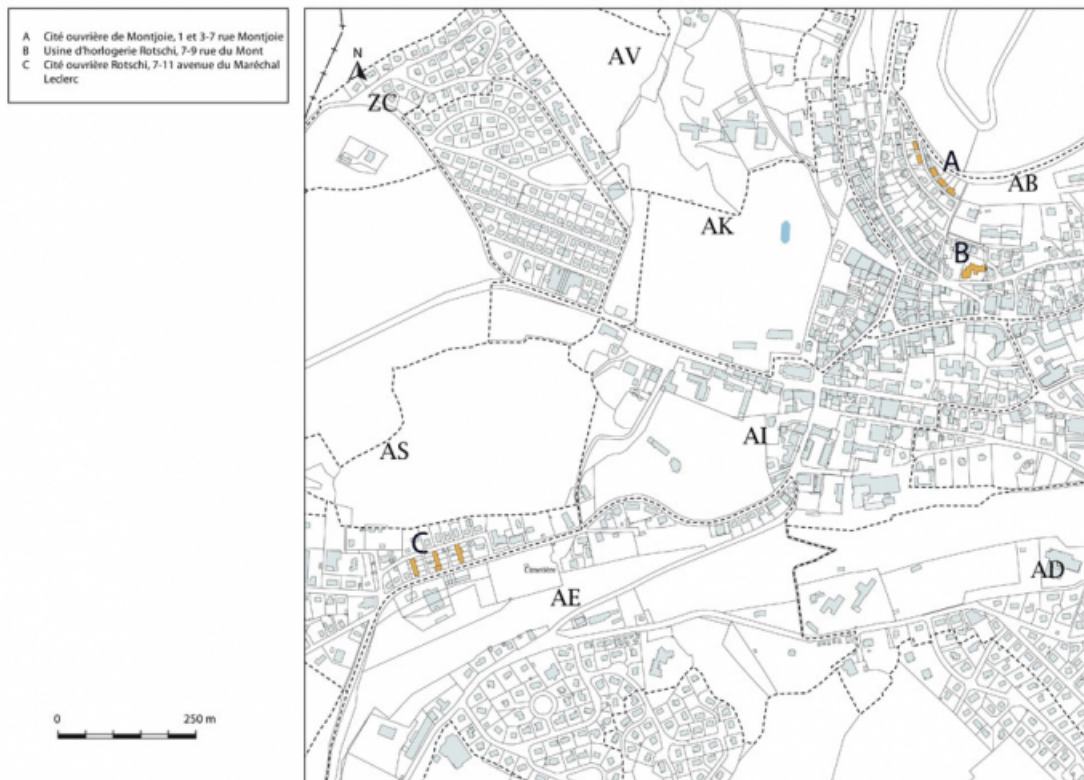 A Cité ouvrière de Montjoie, 1 et 3-7 rue Montjoie
B Usine d'horlogerie Rotschi, 7-9 rue du Mont
C Cité ouvrière Rotschi, 7-11 avenue du Maréchal
Leclerc
N
AV
ZC
A
AB
AK
B
AI
AS
C
Cimetière
AD
AE
0 250 m